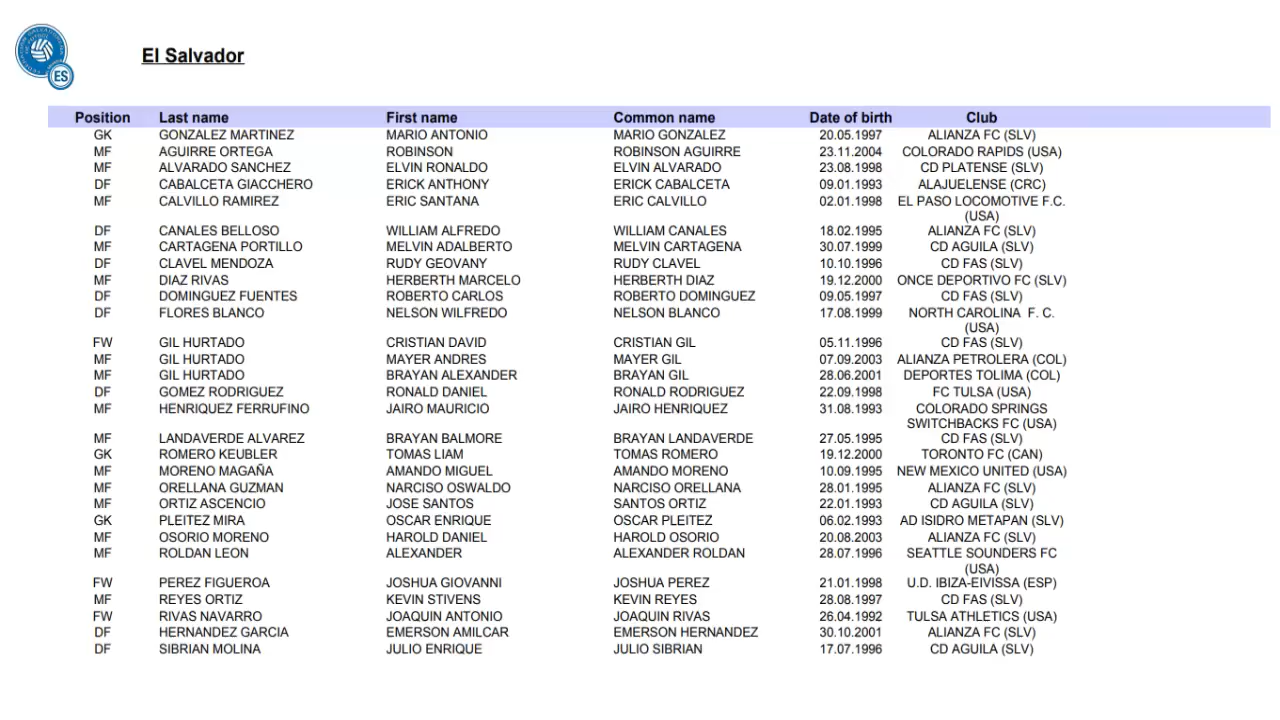 ES
El Salvador
Position Last name First name Common name Date of birth Club
GK GONZALEZ MARTINEZ MARIO ANTONIO MARIO GONZALEZ 20.05.1997 ALIANZA FC (SLV)
MF AGUIRRE ORTEGA ROBINSON ROBINSON AGUIRRE 23.11.2004 COLORADO RAPIDS (USA)
MF ALVARADO SANCHEZ ELVIN RONALDO ELVIN ALVARADO 23.08.1998 CD PLATENSE (SLV)
DF CABALCETA GIACCHERO ERICK ANTHONY ERICK CABALCETA 09.01.1993 ALAJUELENSE (CRC)
MF CALVILLO RAMIREZ ERIC SANTANA ERIC CALVILLO 02.01.1998 EL PASO LOCOMOTIVE F.C.
(USA)
DF CANALES BELLOSO WILLIAM ALFREDO WILLIAM CANALES 18.02.1995 ALIANZA FC (SLV)
MF CARTAGENA PORTILLO MELVIN ADALBERTO MELVIN CARTAGENA 30.07.1999 CD AGUILA (SLV)
DF CLAVEL MENDOZA RUDY GEOVANY RUDY CLAVEL 10.10.1996 CD FAS (SLV)
MF DIAZ RIVAS HERBERTH MARCELO HERBERTH DIAZ 19.12.2000 ONCE DEPORTIVO FC (SLV)
DF DOMINGUEZ FUENTES ROBERTO CARLOS ROBERTO DOMINGUEZ 09.05.1997 CD FAS (SLV)
DF FLORES BLANCO NELSON WILFREDO NELSON BLANCO 17.08.1999 NORTH CAROLINA F. C.
(USA)
FW GIL HURTADO CRISTIAN DAVID CRISTIAN GIL 05.11.1996 CD FAS (SLV)
MF GIL HURTADO MAYER ANDRES MAYER GIL 07.09.2003 ALIANZA PETROLERA (COL)
MF GIL HURTADO BRAYAN ALEXANDER BRAYAN GIL 28.06.2001 DEPORTES TOLIMA (COL)
DF GOMEZ RODRIGUEZ RONALD DANIEL RONALD RODRIGUEZ 22.09.1998 FC TULSA (USA)
MF HENRIQUEZ FERRUFINO JAIRO MAURICIO JAIRO HENRIQUEZ 31.08.1993 COLORADO SPRINGS
SWITCHBACKS FC (USA)
MF LANDAVERDE ALVAREZ BRAYAN BALMORE BRAYAN LANDAVERDE 27.05.1995 CD FAS (SLV)
GK ROMERO KEUBLER TOMAS LIAM TOMAS ROMERO 19.12.2000 TORONTO FC (CAN)
MF MORENO MAGAÑA AMANDO MIGUEL AMANDO MORENO 10.09.1995 NEW MEXICO UNITED (USA)
MF ORELLANA GUZMAN NARCISO OSWALDO NARCISO ORELLANA 28.01.1995 ALIANZA FC (SLV)
MF ORTIZ ASCENCIO JOSE SANTOS SANTOS ORTIZ 22.01.1993 CD AGUILA (SLV)
GK PLEITEZ MIRA OSCAR ENRIQUE OSCAR PLEITEZ 06.02.1993 AD ISIDRO METAPAN (SLV)
MF OSORIO MORENO HAROLD DANIEL HAROLD OSORIO 20.08.2003 ALIANZA FC (SLV)
MF ROLDAN LEON ALEXANDER ALEXANDER ROLDAN 28.07.1996 SEATTLE SOUNDERS FC
(USA)
FW PEREZ FIGUEROA JOSHUA GIOVANNI JOSHUA PEREZ 21.01.1998 U.D. IBIZA-EIVISSA (ESP)
MF REYES ORTIZ KEVIN STIVENS KEVIN REYES 28.08.1997 CD FAS (SLV)
FW RIVAS NAVARRO JOAQUIN ANTONIO JOAQUIN RIVAS 26.04.1992 TULSA ATHLETICS (USA)
DF HERNANDEZ GARCIA EMERSON AMILCAR EMERSON HERNANDEZ 30.10.2001 ALIANZA FC (SLV)
DF SIBRIAN MOLINA JULIO ENRIQUE JULIO SIBRIAN 17.07.1996 CD AGUILA (SLV)